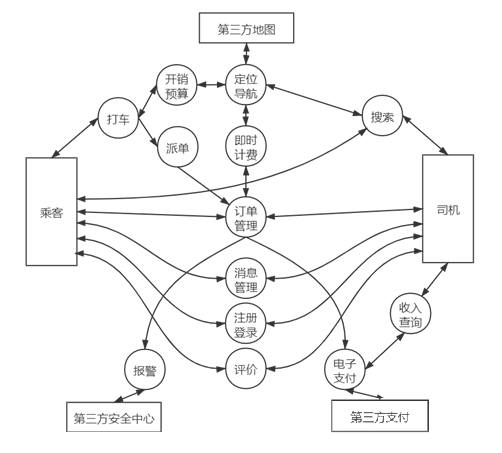 第三方地图
开销
预算
定位
导航
打车
搜索
派单
即时
计费
乘客
订单
管理
司机
消息
管理
注册
登录
收入
查询
报警
评价
电子
支付
第三方安全中心
第三方支付